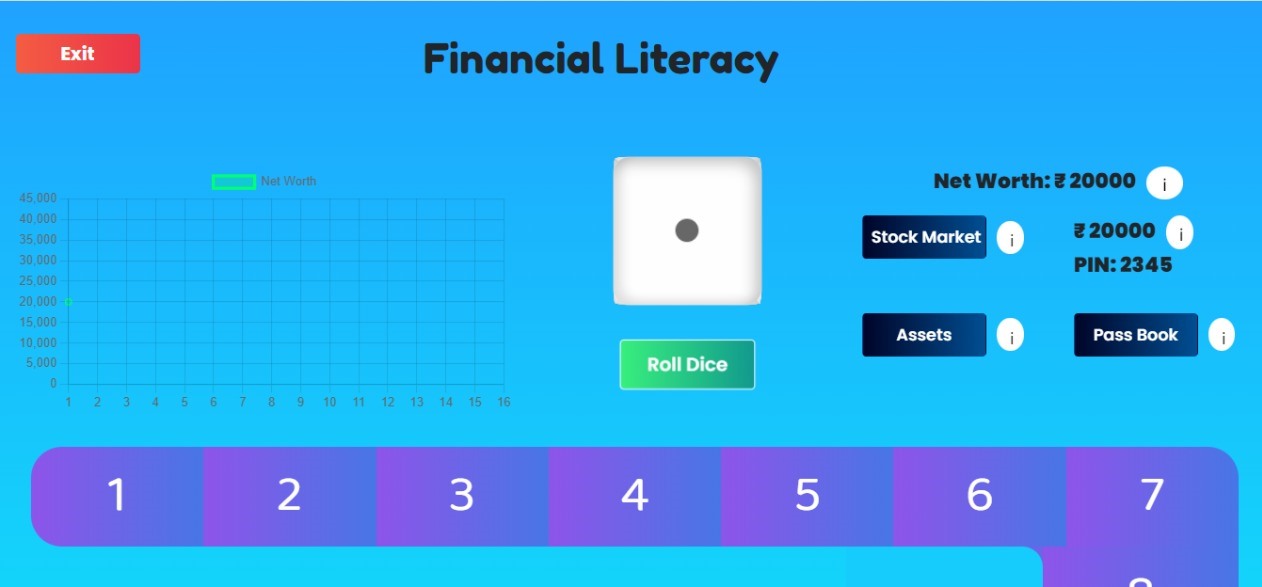 Exit
Financial Literacy
Net Worth
45,000
40,000
35,000
30,000
25,000
20,000
15,000
10,000
5,000
0
1 2 3 4 5 6 7 8 9 10 11 12 13 14 15 16
Roll Dice
Net Worth: ₹ 20000 i
Stock Market i
₹ 20000 i
PIN: 2345
Assets i
Pass Book i
1 2 3 4 5 6 7